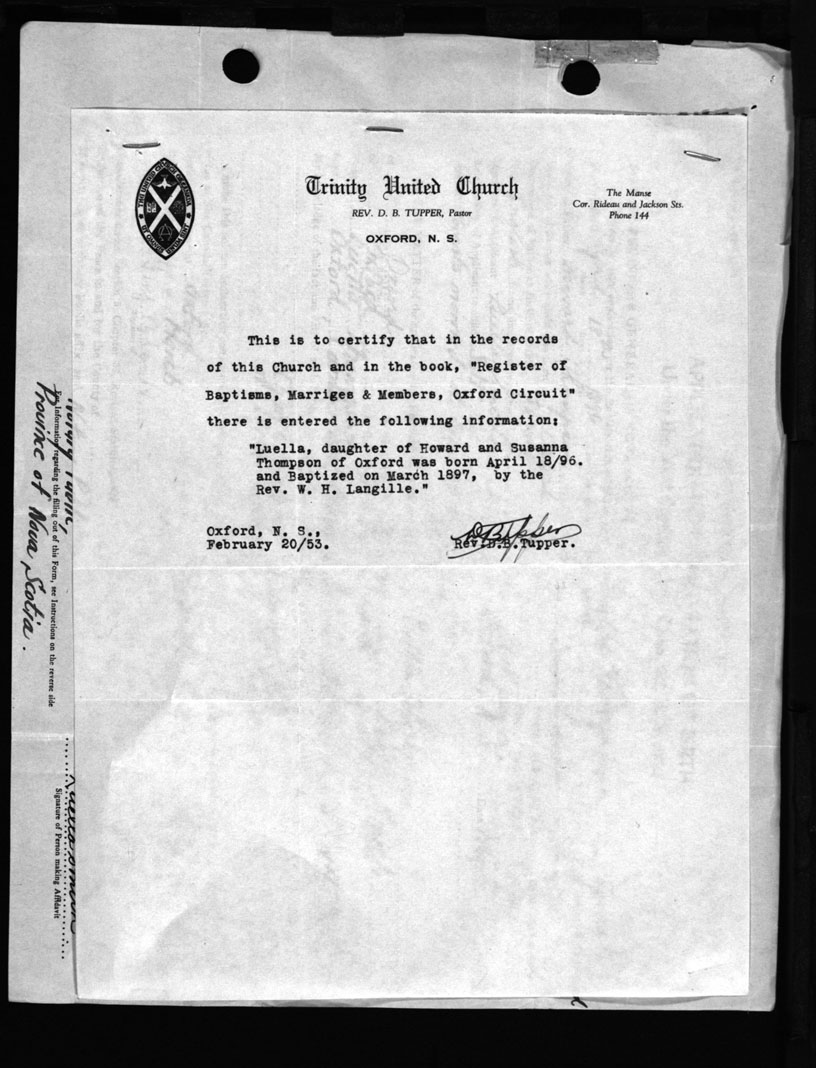 Trinity United Church
REV. D. B. TUPPER, Pastor
OXFORD, N. S.
The Manse
Cor. Rideau and Jackson Sts.
Phone 144
This is to certify that in the records
of this Church and in the book, "Register of
Baptisms, Marriges & Members, Oxford Circuit"
there is entered the following information:
"Luella, daughter of Howard and Susanna
Thompson of Oxford was born April 18/96.
and Baptized on March 1897, by the
Rev. W. H. Langille."
Oxford, N. S.,
February 20/53.
DBTupper
Rev. D.B.Tupper.
For Information regarding the filling out of this Form, see Instructions on the reverse side
Province of Nova Scotia.
Signature of Person making Affidavit